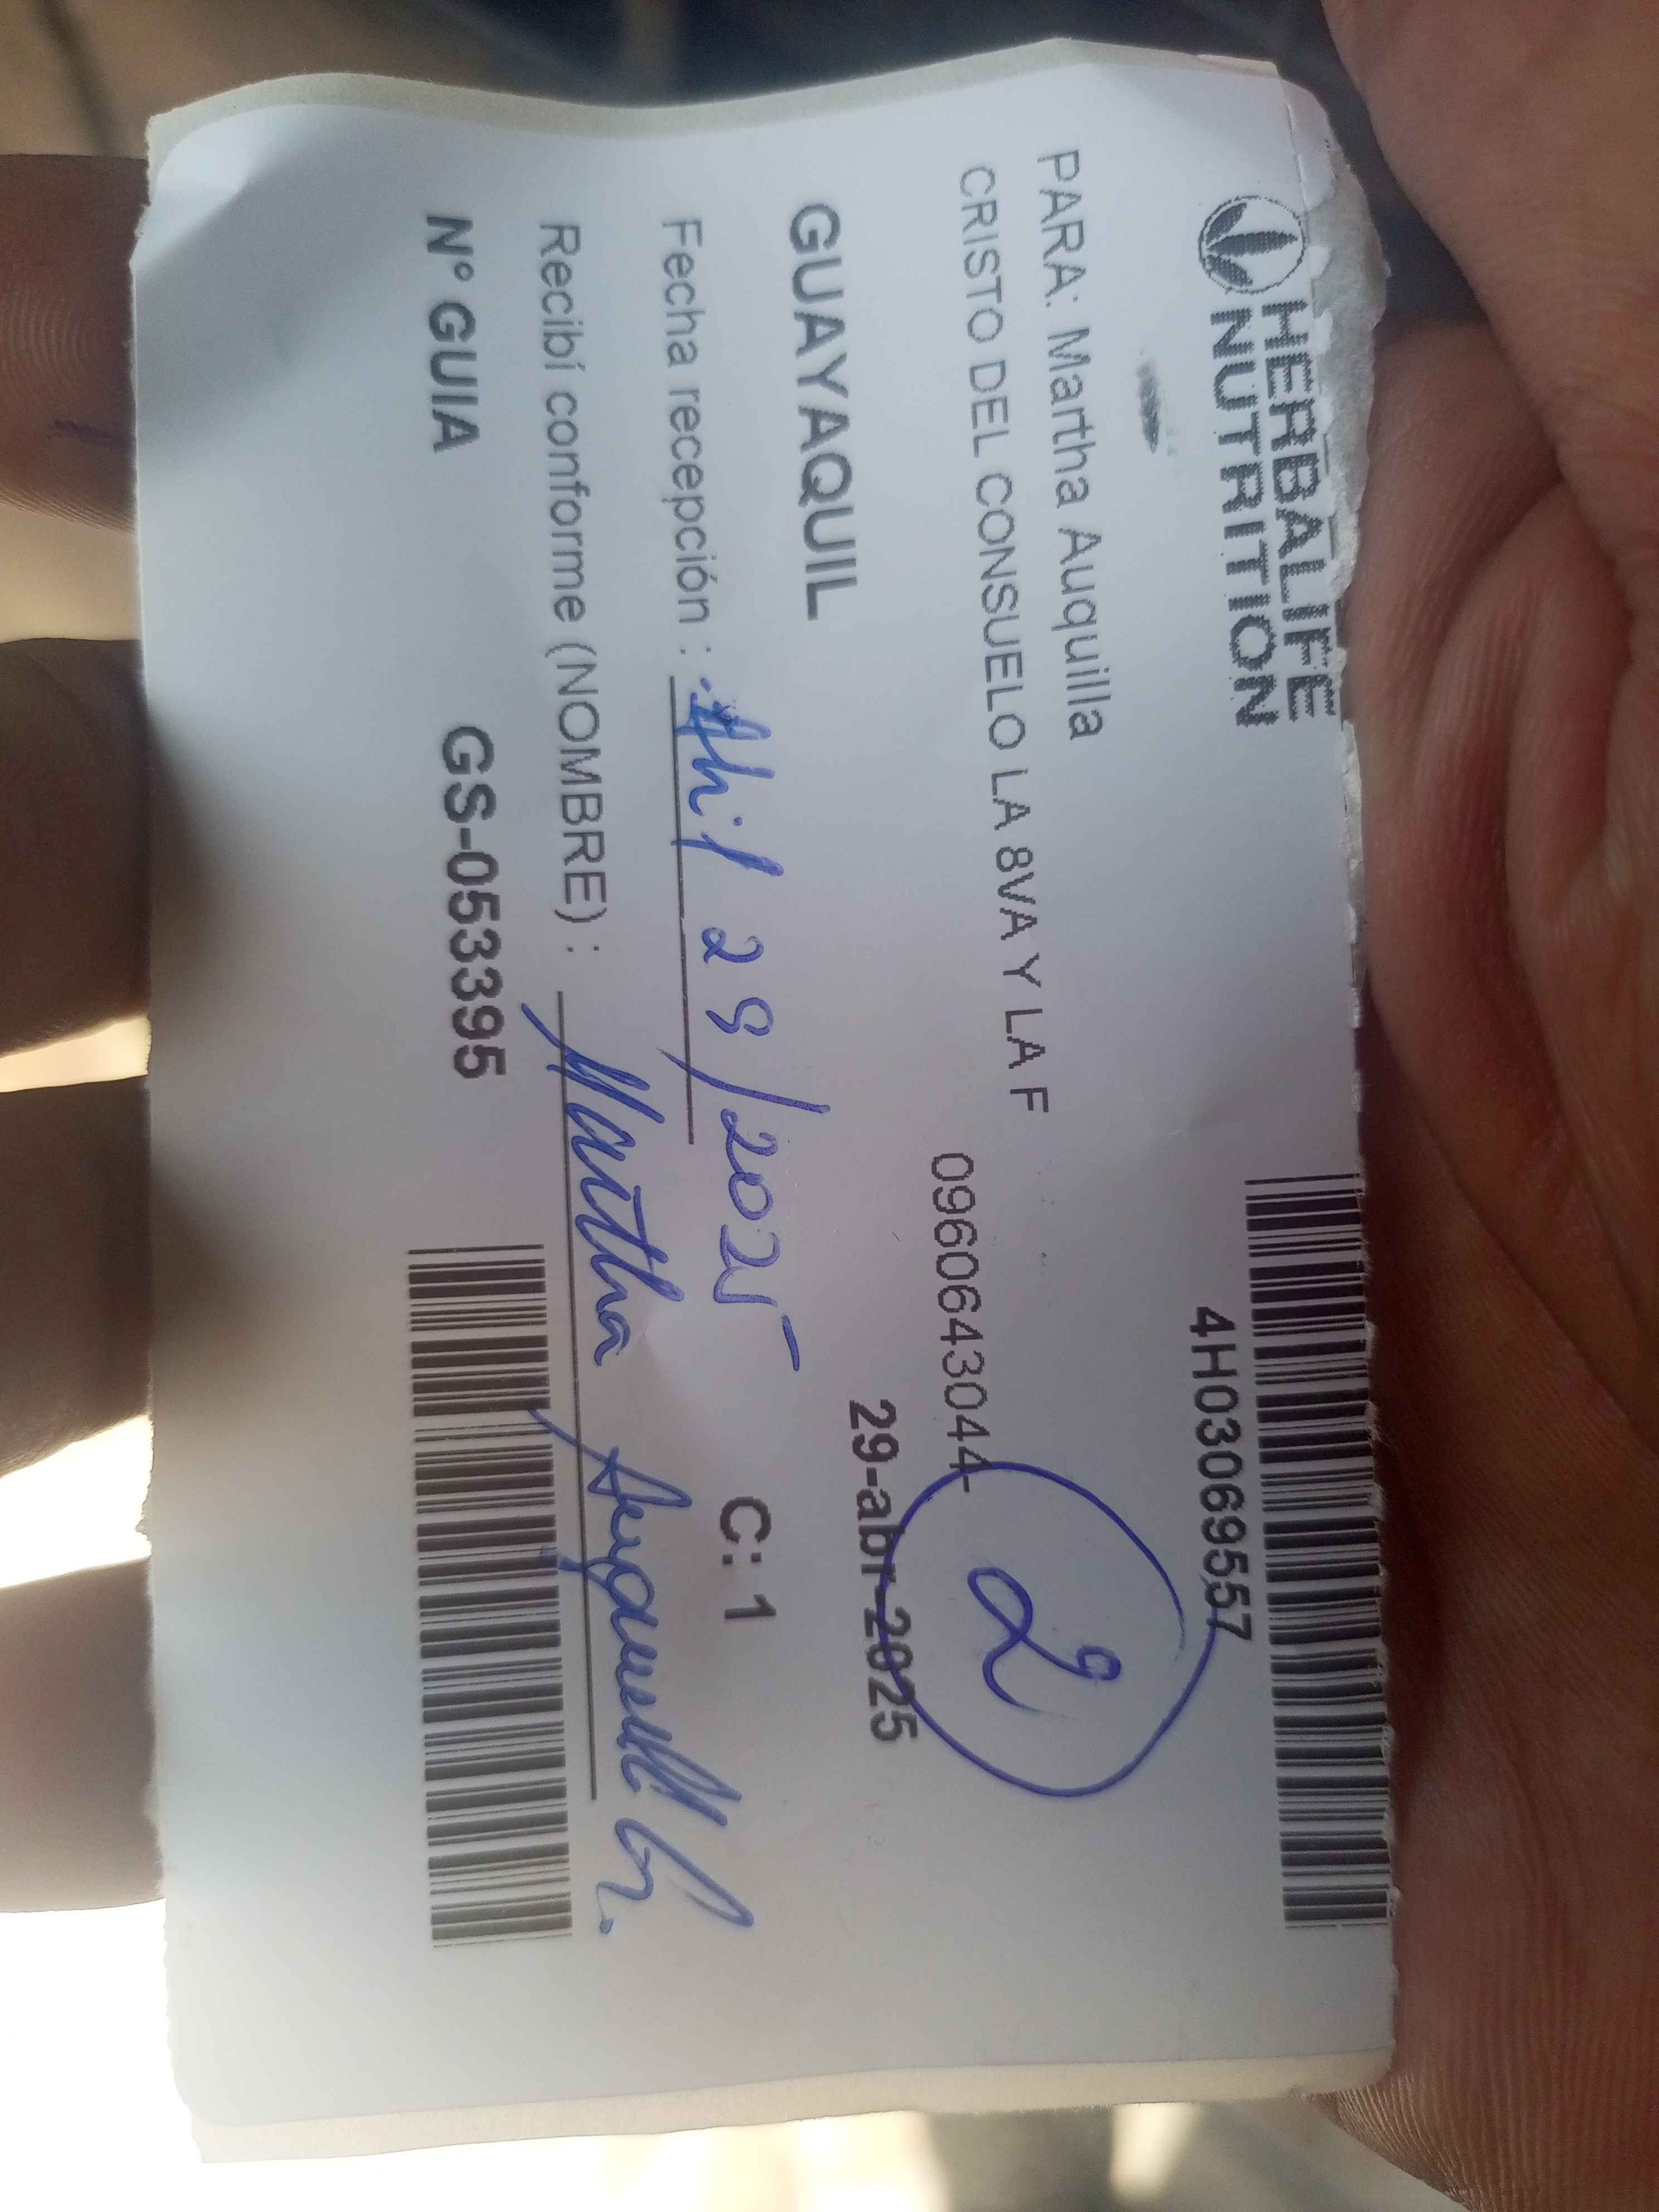 HERBALIFE
NUTRITION
4H03069557
PARA: Martha Auquilla
CRISTO DEL CONSUELO LA 8VA Y LA F
0960643044-
2
GUAYAQUIL
29-abr-2025
Fecha recepción : Abril 29/2025
C: 1
Recibí conforme (NOMBRE) : Martha
Nº GUIA GS-053395